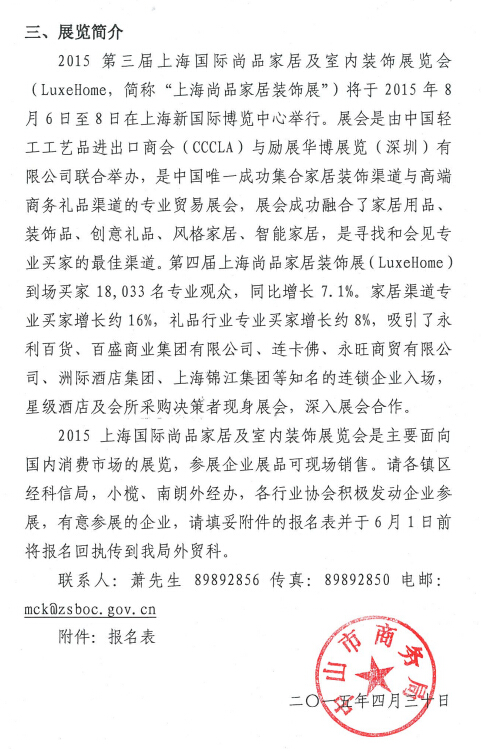 三、展览简介
2015 第三届上海国际尚品家居及室内装饰展览会
（LuxeHome，简称“上海尚品家居装饰展”）将于 2015 年 8
月 6 日至 8 日在上海新国际博览中心举行。展会是由中国轻
工工艺品进出口商会（CCCLA）与励展华博展览（深圳）有
限公司联合举办，是中国唯一成功集合家居装饰渠道与高端
商务礼品渠道的专业贸易展会，展会成功融合了家居用品、
装饰品、创意礼品、风格家居、智能家居，是寻找和会见专
业买家的最佳渠道。第四届上海尚品家居装饰展(LuxeHome)
到场买家 18,033 名专业观众，同比增长 7.1%。家居渠道专
业买家增长约 16%，礼品行业专业买家增长约 8%，吸引了永
利百货、百盛商业集团有限公司、连卡佛、永旺商贸有限公
司、洲际酒店集团、上海锦江集团等知名的连锁企业入场，
星级酒店及会所采购决策者现身展会，深入展会合作。
2015 上海国际尚品家居及室内装饰展览会是主要面向
国内消费市场的展览，参展企业展品可现场销售。请各镇区
经科信局，小榄、南朗外经办，各行业协会积极发动企业参
展，有意参展的企业，请填妥附件的报名表并于 6 月 1 日前
将报名回执传到我局外贸科。
联系人：萧先生 89892856 传真：89892850 电邮：
mck@zsboc.gov.cn
附件：报名表
中山市商务局
二〇一五年四月三十日